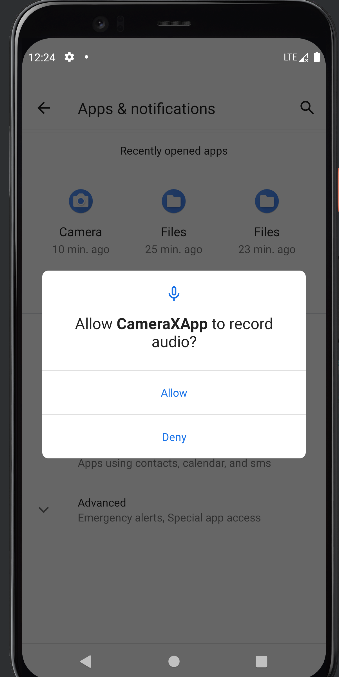 12:24
LTE
Apps & notifications
Recently opened apps
Camera
10 min. ago
Files
25 min. ago
Files
23 min. ago
Allow CameraXApp to record
audio?
Allow
Deny
Apps using contacts, calendar, and sms
Advanced
Emergency alerts, Special app access